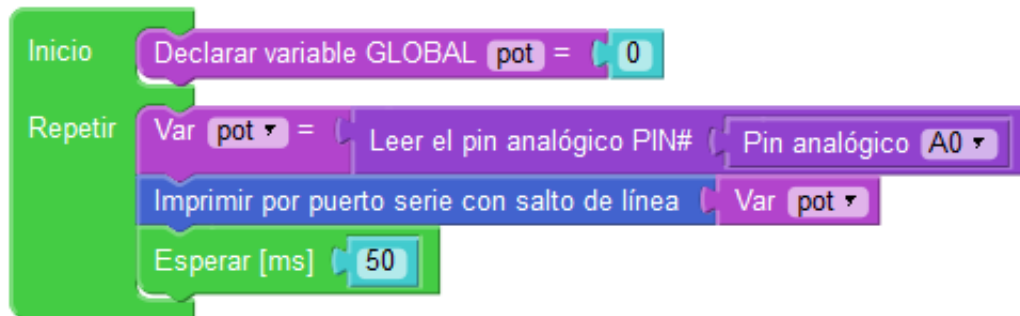 Inicio Declarar variable GLOBAL pot = 0
Repetir Var pot = Leer el pin analógico PIN# Pin analógico A0
Imprimir por puerto serie con salto de línea Var pot
Esperar [ms] 50